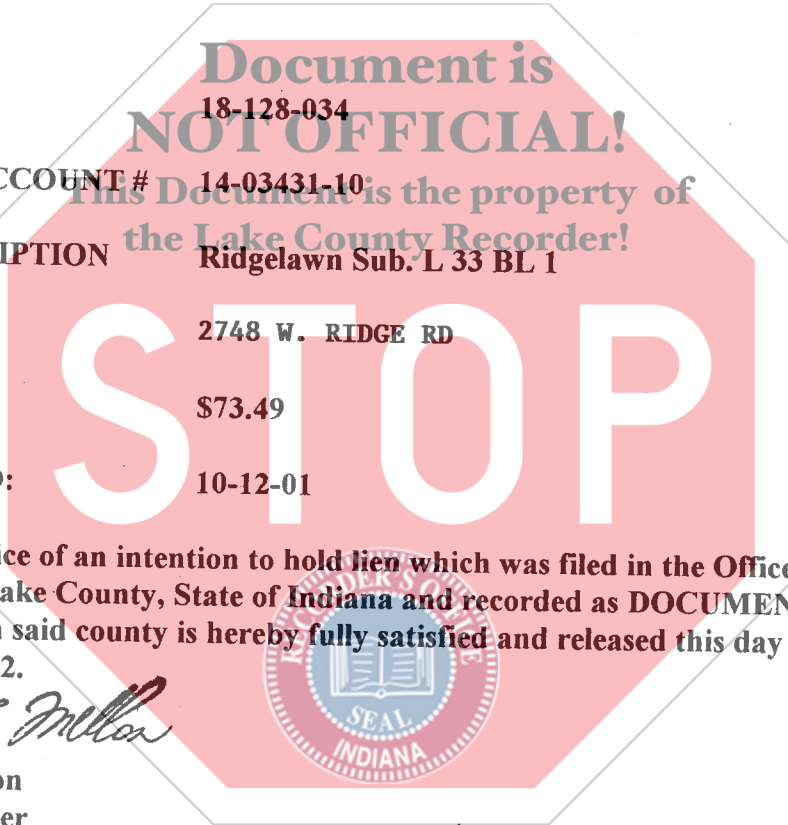 Document is
18-128-034
NOT OFFICIAL!
CCOUNT # 14-03431-10
This Document is the property of
the Lake County Recorder!
IPTION Ridgelawn Sub. L 33 BL 1
2748 W. RIDGE RD
STOP
$73.49
10-12-01
ice of an intention to hold lien which was filed in the Office
ake County, State of Indiana and recorded as DOCUMEN
said county is hereby fully satisfied and released this day
2.
RECORDER'S OFFICE
SEAL
INDIANA
on
er